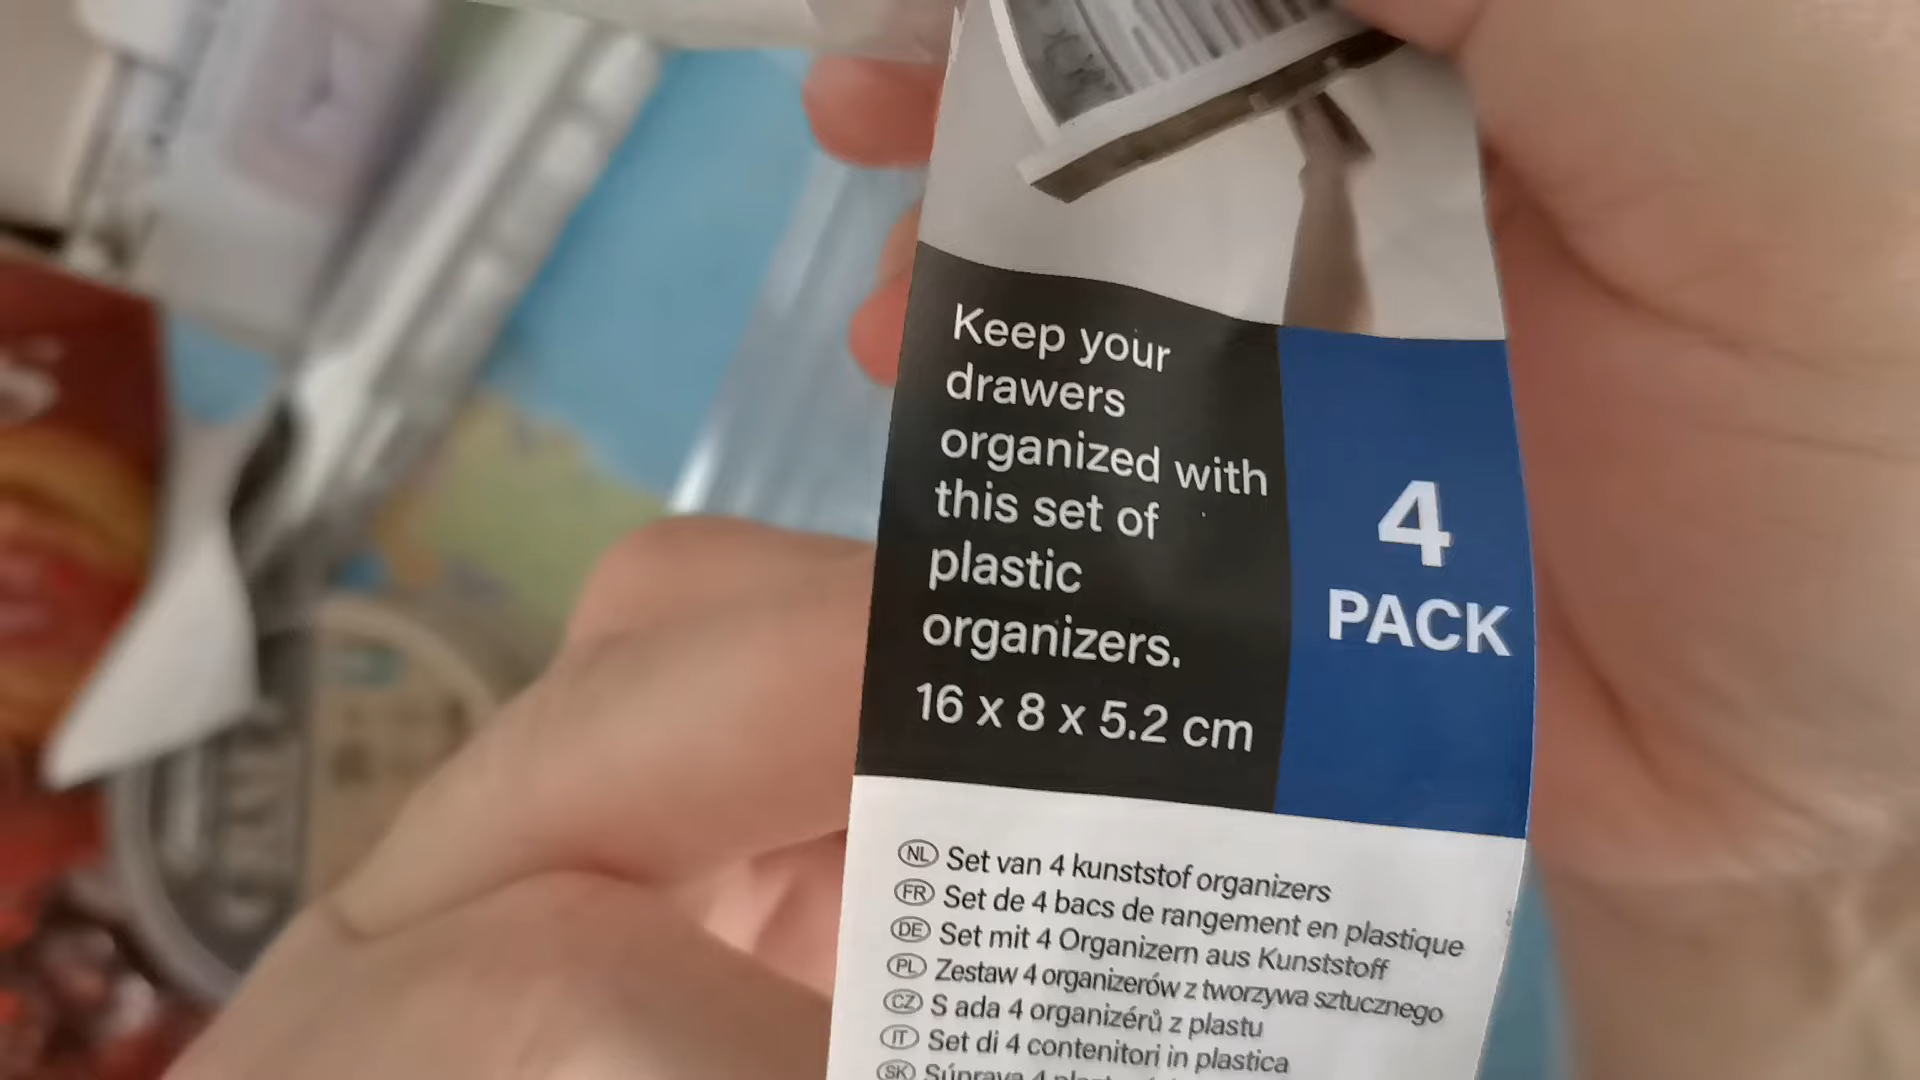 Keep your
drawers
organized with
this set of
plastic
organizers.
16 x 8 x 5.2 cm
4
PACK
NL Set van 4 kunststof organizers
FR Set de 4 bacs de rangement en plastique
DE Set mit 4 Organizern aus Kunststoff
PL Zestaw 4 organizerów z tworzywa sztucznego
CZ S ada 4 organizérů z plastu
IT Set di 4 contenitori in plastica
SK Súprava 4